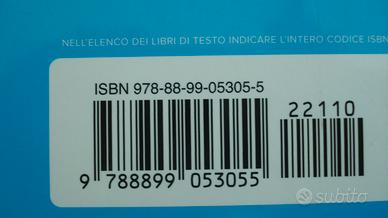 NELL'ELENCO DEI LIBRI DI TESTO INDICARE L'INTERO CODICE ISBN
ISBN 978-88-99-05305-5
22110
9 788899 053055
subito